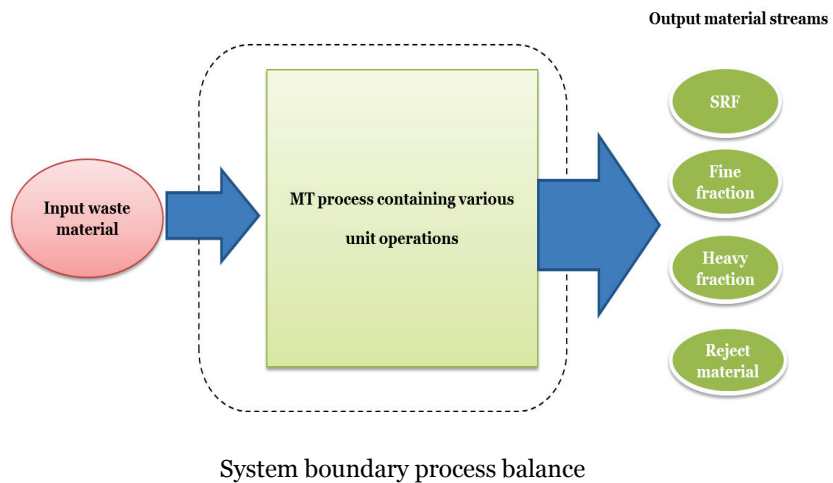 Output material streams
SRF
Fine
fraction
Heavy
fraction
Reject
material
Input waste
material
MT process containing various
unit operations
System boundary process balance